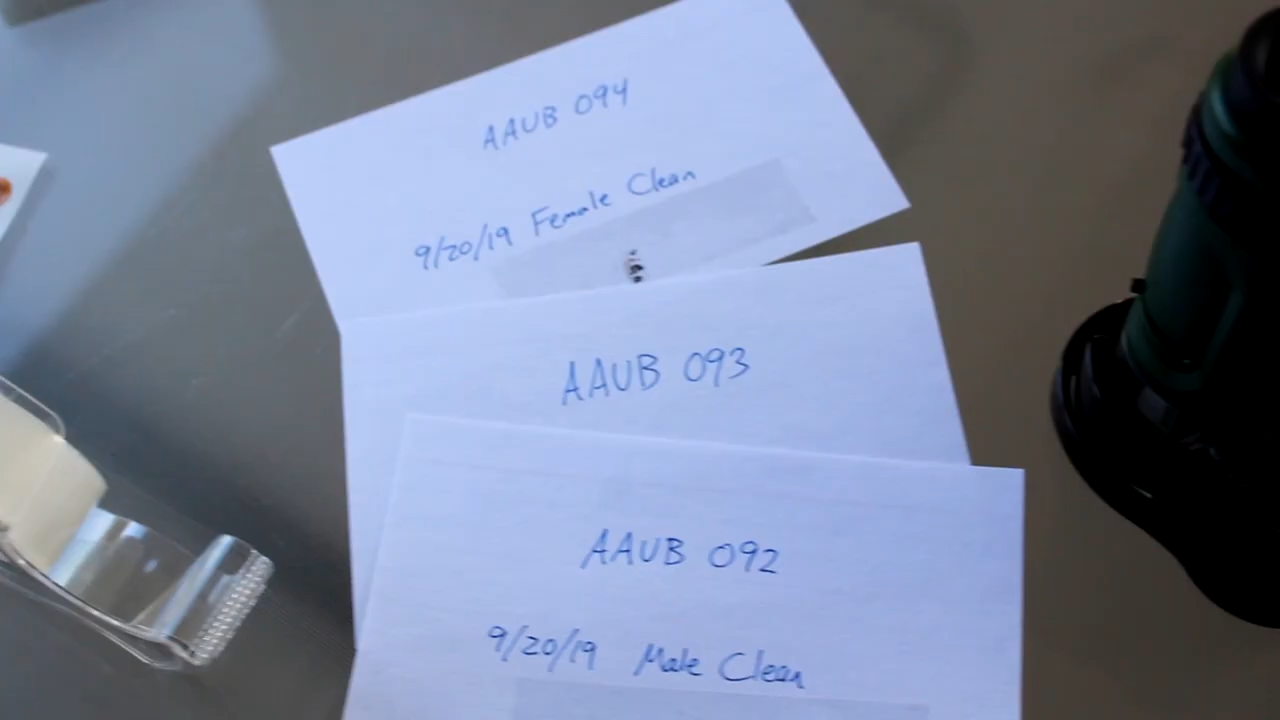 AAUB 094
9/20/19 Female Clean
AAUB 093
AAUB 092
9/20/19 Male Clean